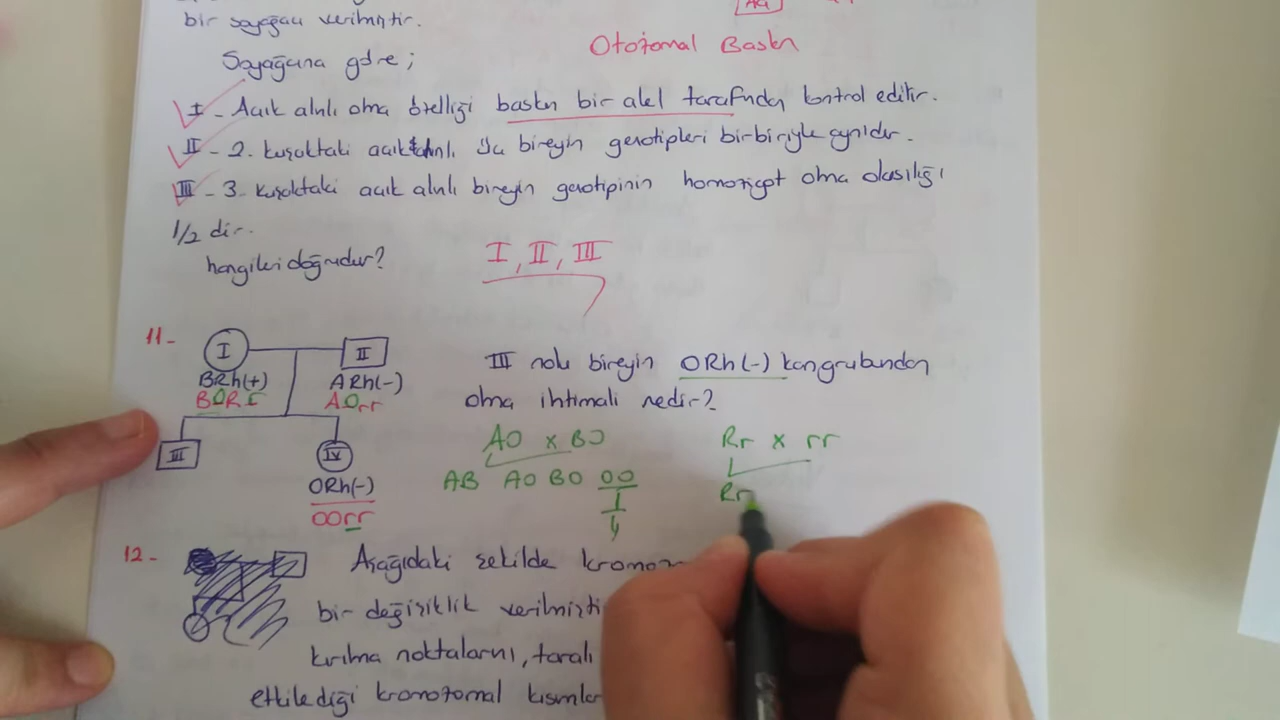 bir soyağacı verilmiştir.
Otozomal Baskın
Soyağacına göre;
I - Açık alınlı olma özelliği baskın bir alel tarafından kontrol edilir.
II - 2. kuşaktaki açık alınlı iki bireyin genotipleri birbiriyle aynıdır.
III - 3. kuşaktaki açık alınlı bireyin genotipinin homozigot olma olasılığı
1/2 dir.
hangileri doğrudur?
I, II, III
11-
I
II
BRh(+)
ARh(-)
BORr
AOrr
III
IV
ORh(-)
OOrr
III nolu bireyin ORh(-) kangrubundan
olma ihtimali nedir?
AO x BO
Rr x rr
AB AO BO OO
Rr
1
4
12- Aşağıdaki şekilde
bir değişiklik
kırılma noktalarını, taralı
etkilediği kromozomal